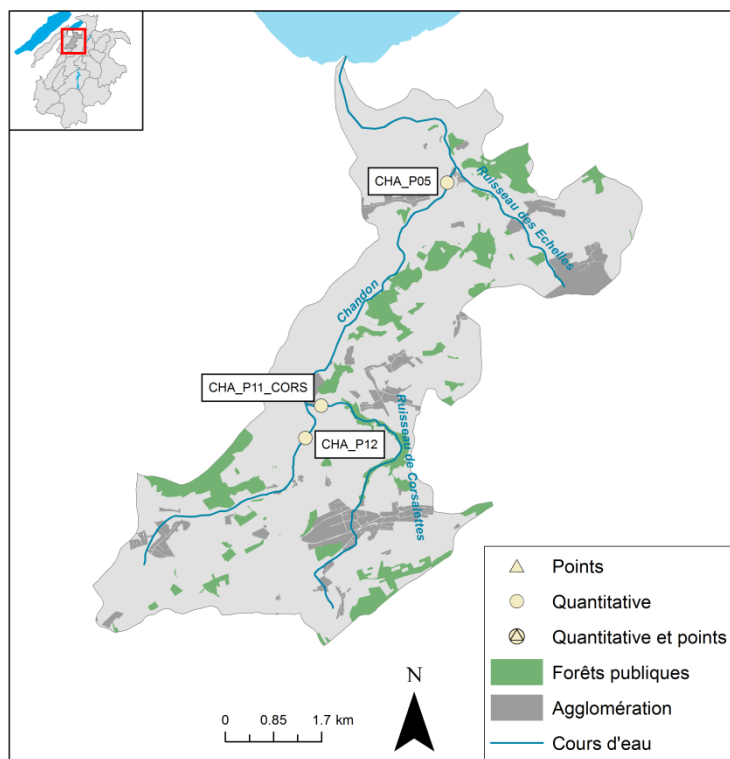 CHA_P05
Ruisseau des Echelles
Chandon
CHA_P11_CORS
CHA_P12
Ruisseau de Corsalettes
Points
Quantitative
Quantitative et points
Forêts publiques
Agglomération
Cours d'eau
N
0 0.85 1.7 km